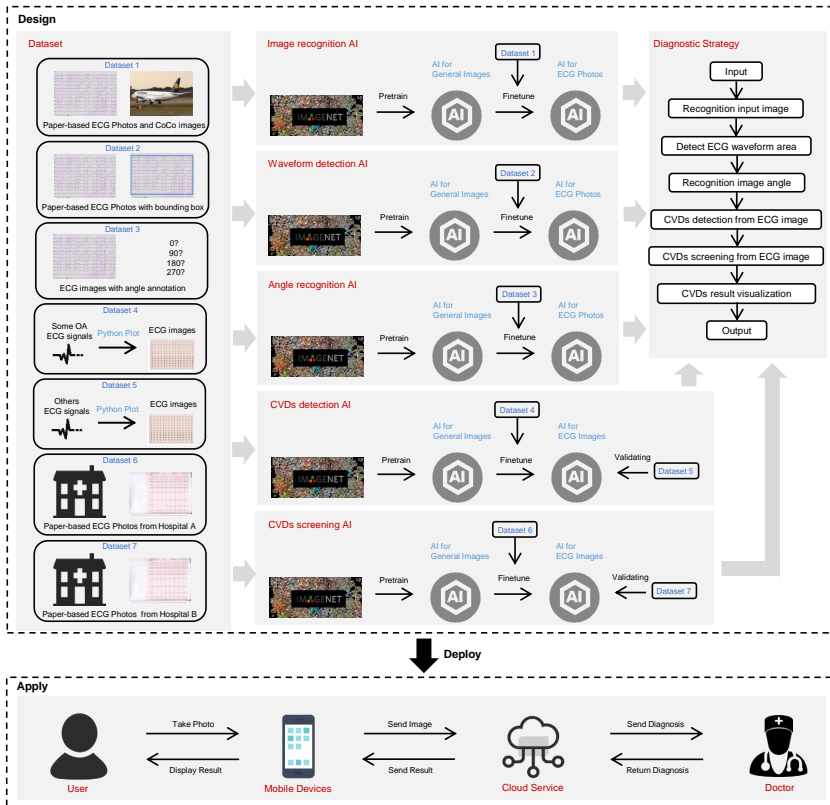 Design
Dataset
Dataset 1
Paper-based ECG Photos and CoCo images
Dataset 2
Paper-based ECG Photos with bounding box
Dataset 3
0?
90?
180?
270?
ECG images with angle annotation
Dataset 4
Some OA
ECG signals
Python Plot
ECG images
Dataset 5
Others
ECG signals
Python Plot
ECG images
Dataset 6
Paper-based ECG Photos from Hospital A
Dataset 7
Paper-based ECG Photos from Hospital B
Image recognition AI
IMAGENET
Pretrain
AI for
General Images
AI
Dataset 1
Finetune
AI for
ECG Photos
AI
Waveform detection AI
IMAGENET
Pretrain
AI for
General Images
AI
Dataset 2
Finetune
AI for
ECG Photos
AI
Angle recognition AI
IMAGENET
Pretrain
AI for
General Images
AI
Dataset 3
Finetune
AI for
ECG Photos
AI
CVDs detection AI
IMAGENET
Pretrain
AI for
General Images
AI
Dataset 4
Finetune
AI for
ECG Images
AI
Validating
Dataset 5
CVDs screening AI
IMAGENET
Pretrain
AI for
General Images
AI
Dataset 6
Finetune
AI for
ECG Images
AI
Validating
Dataset 7
Diagnostic Strategy
Input
Recognition input image
Detect ECG waveform area
Recognition image angle
CVDs detection from ECG image
CVDs screening from ECG image
CVDs result visualization
Output
Deploy
Apply
User
Take Photo
Display Result
Mobile Devices
Send Image
Send Result
Cloud Service
Send Diagnosis
Return Diagnosis
Doctor